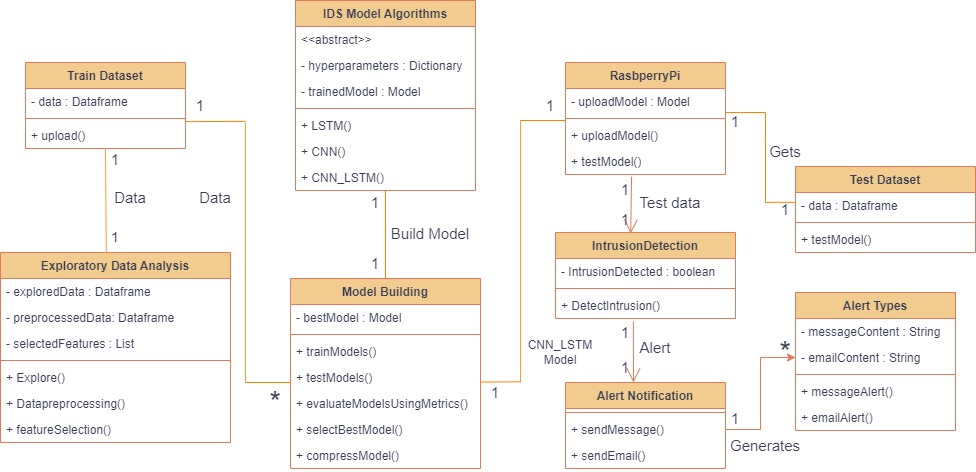 Train Dataset
- data : Dataframe
+ upload()
IDS Model Algorithms
<<abstract>>
- hyperparameters : Dictionary
- trainedModel : Model
+ LSTM()
+ CNN()
+ CNN_LSTM()
RasbperryPi
- uploadModel : Model
+ uploadModel()
+ testModel()
Test Dataset
- data : Dataframe
+ testModel()
Exploratory Data Analysis
- exploredData : Dataframe
- preprocessedData: Dataframe
- selectedFeatures : List
+ Explore()
+ Datapreprocessing()
+ featureSelection()
Model Building
- bestModel : Model
+ trainModels()
+ testModels()
+ evaluateModelsUsingMetrics()
+ selectBestModel()
+ compressModel()
IntrusionDetection
- IntrusionDetected : boolean
+ DetectIntrusion()
Alert Notification
+ sendMessage()
+ sendEmail()
Alert Types
- messageContent : String
- emailContent : String
+ messageAlert()
+ emailAlert()
1
Data
1
1
Data
*
1
Build Model
1
1
1
CNN_LSTM
Model
1
Gets
1
1
Test data
1
1
Alert
1
1
Generates
*